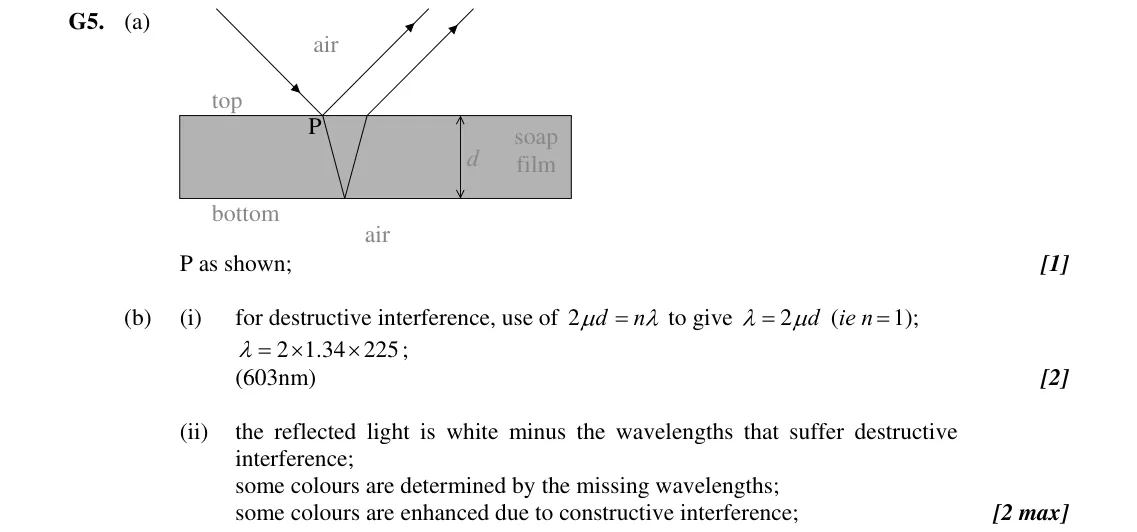 G5. (a)
air
top
P
soap
d
film
bottom
air
P as shown; [1]
(b) (i) for destructive interference, use of 2μd = nλ to give λ = 2μd (ie n = 1);
λ = 2×1.34×225;
(603nm) [2]
(ii) the reflected light is white minus the wavelengths that suffer destructive
interference;
some colours are determined by the missing wavelengths;
some colours are enhanced due to constructive interference; [2 max]